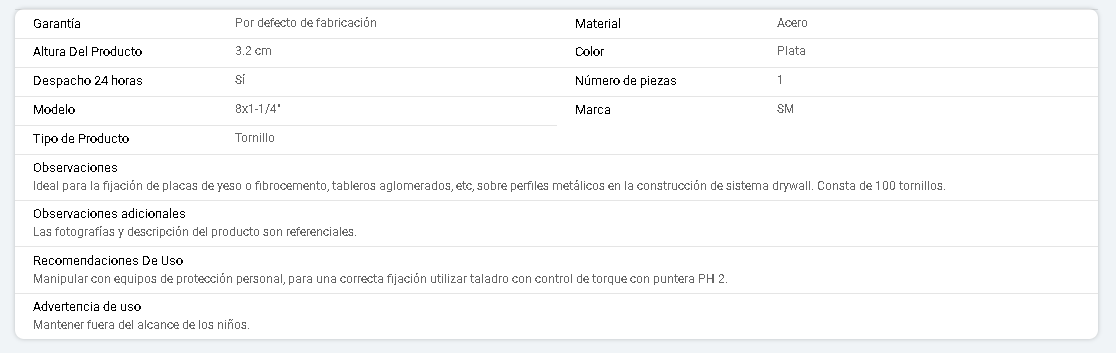 Garantía Por defecto de fabricación Material Acero
Altura Del Producto 3.2 cm Color Plata
Despacho 24 horas Sí Número de piezas 1
Modelo 8x1-1/4" Marca SM
Tipo de Producto Tornillo
Observaciones
Ideal para la fijación de placas de yeso o fibrocemento, tableros aglomerados, etc, sobre perfiles metálicos en la construcción de sistema drywall. Consta de 100 tornillos.
Observaciones adicionales
Las fotografías y descripción del producto son referenciales.
Recomendaciones De Uso
Manipular con equipos de protección personal, para una correcta fijación utilizar taladro con control de torque con puntera PH 2.
Advertencia de uso
Mantener fuera del alcance de los niños.